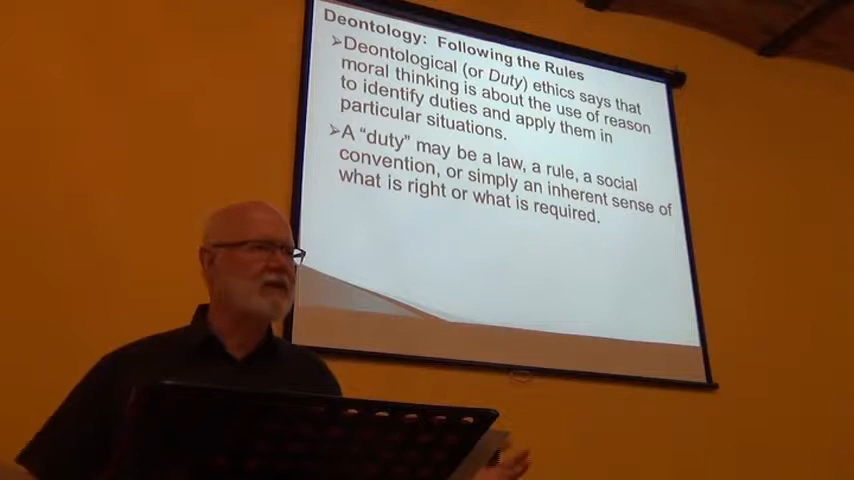 Deontology:  Following the Rules
➢Deontological (or Duty) ethics says that
moral thinking is about the use of reason
to identify duties and apply them in
particular situations.
➢A “duty” may be a law, a rule, a social
convention, or simply an inherent sense of
what is right or what is required.